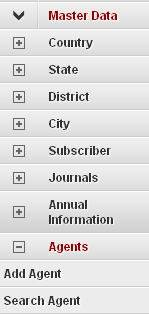 Master Data
Country
State
District
City
Subscriber
Journals
Annual
Information
Agents
Add Agent
Search Agent